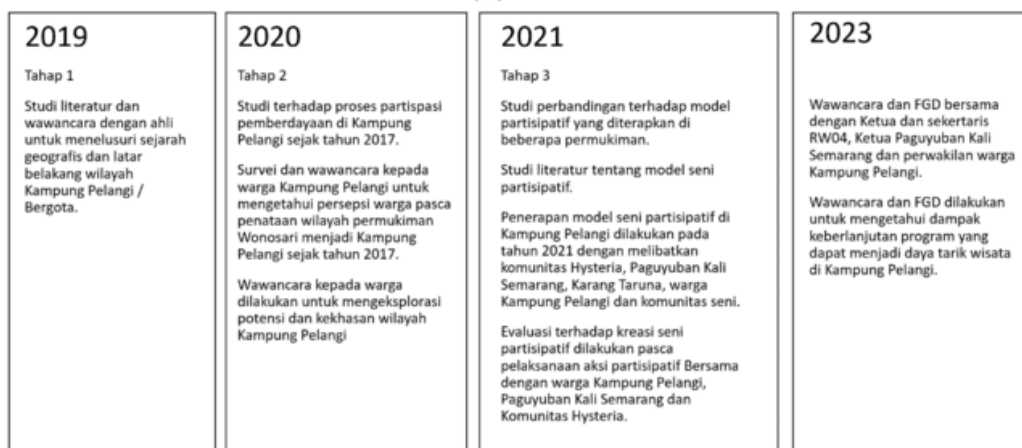 2019
Tahap 1
Studi literatur dan
wawancara dengan ahli
untuk menelusuri sejarah
geografis dan latar
belakang wilayah
Kampung Pelangi /
Bergota.
2020
Tahap 2
Studi terhadap proses partispasi
pemberdayaan di Kampung
Pelangi sejak tahun 2017.
Survei dan wawancara kepada
warga Kampung Pelangi untuk
mengetahui persepsi warga pasca
penataan wilayah permukiman
Wonosari menjadi Kampung
Pelangi sejak tahun 2017.
Wawancara kepada warga
dilakukan untuk mengeksplorasi
potensi dan kekhasan wilayah
Kampung Pelangi
2021
Tahap 3
Studi perbandingan terhadap model
partisipatif yang diterapkan di
beberapa permukiman.
Studi literatur tentang model seni
partisipatif.
Penerapan model seni partisipatif di
Kampung Pelangi dilakukan pada
tahun 2021 dengan melibatkan
komunitas Hysteria, Paguyuban Kali
Semarang, Karang Taruna, warga
Kampung Pelangi dan komunitas seni.
Evaluasi terhadap kreasi seni
partisipatif dilakukan pasca
pelaksanaan aksi partisipatif Bersama
dengan warga Kampung Pelangi,
Paguyuban Kali Semarang dan
Komunitas Hysteria.
2023
Wawancara dan FGD bersama
dengan Ketua dan sekertaris
RW04, Ketua Paguyuban Kali
Semarang dan perwakilan warga
Kampung Pelangi.
Wawancara dan FGD dilakukan
untuk mengetahui dampak
keberlanjutan program yang
dapat menjadi daya tarik wisata
di Kampung Pelangi.